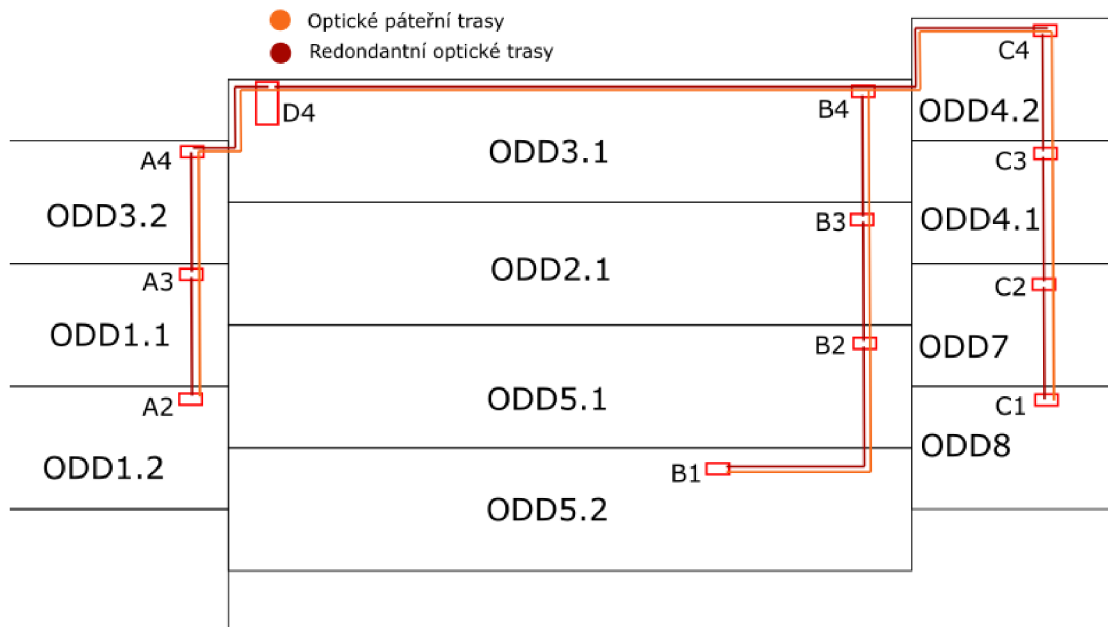 Optické páteřní trasy
Redondantní optické trasy
C4
D4
B4
ODD4.2
A4
ODD3.1
C3
ODD3.2
B3
ODD4.1
A3
ODD2.1
C2
ODD1.1
B2
ODD7
A2
ODD5.1
C1
ODD8
ODD1.2
B1
ODD5.2